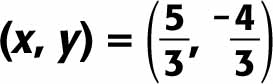 (x, y) = (5/3, -4/3)